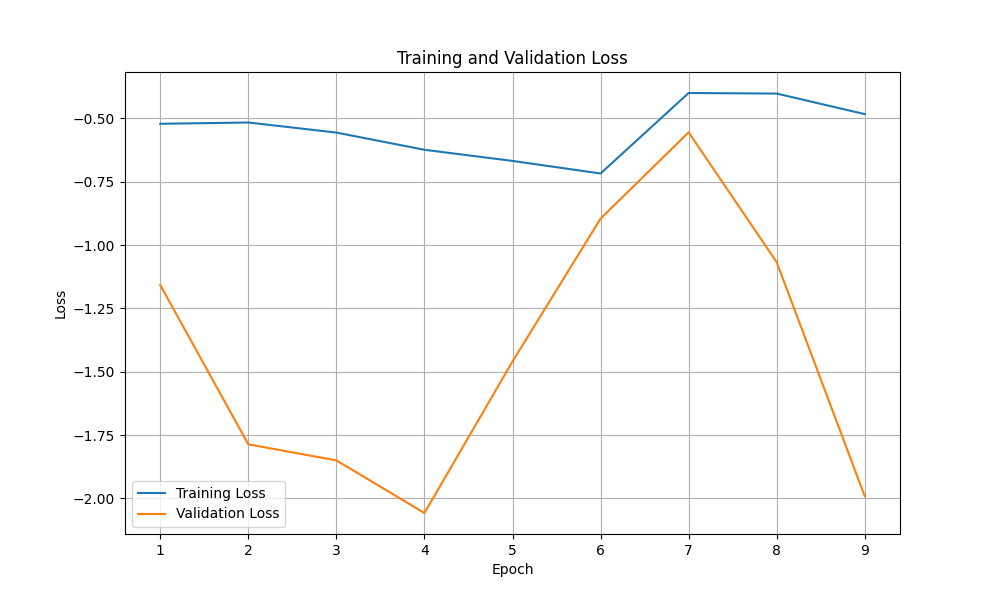 Training and Validation Loss
−0.50
−0.75
−1.00
−1.25
−1.50
−1.75
−2.00
Loss
Training Loss
Validation Loss
1 2 3 4 5 6 7 8 9
Epoch